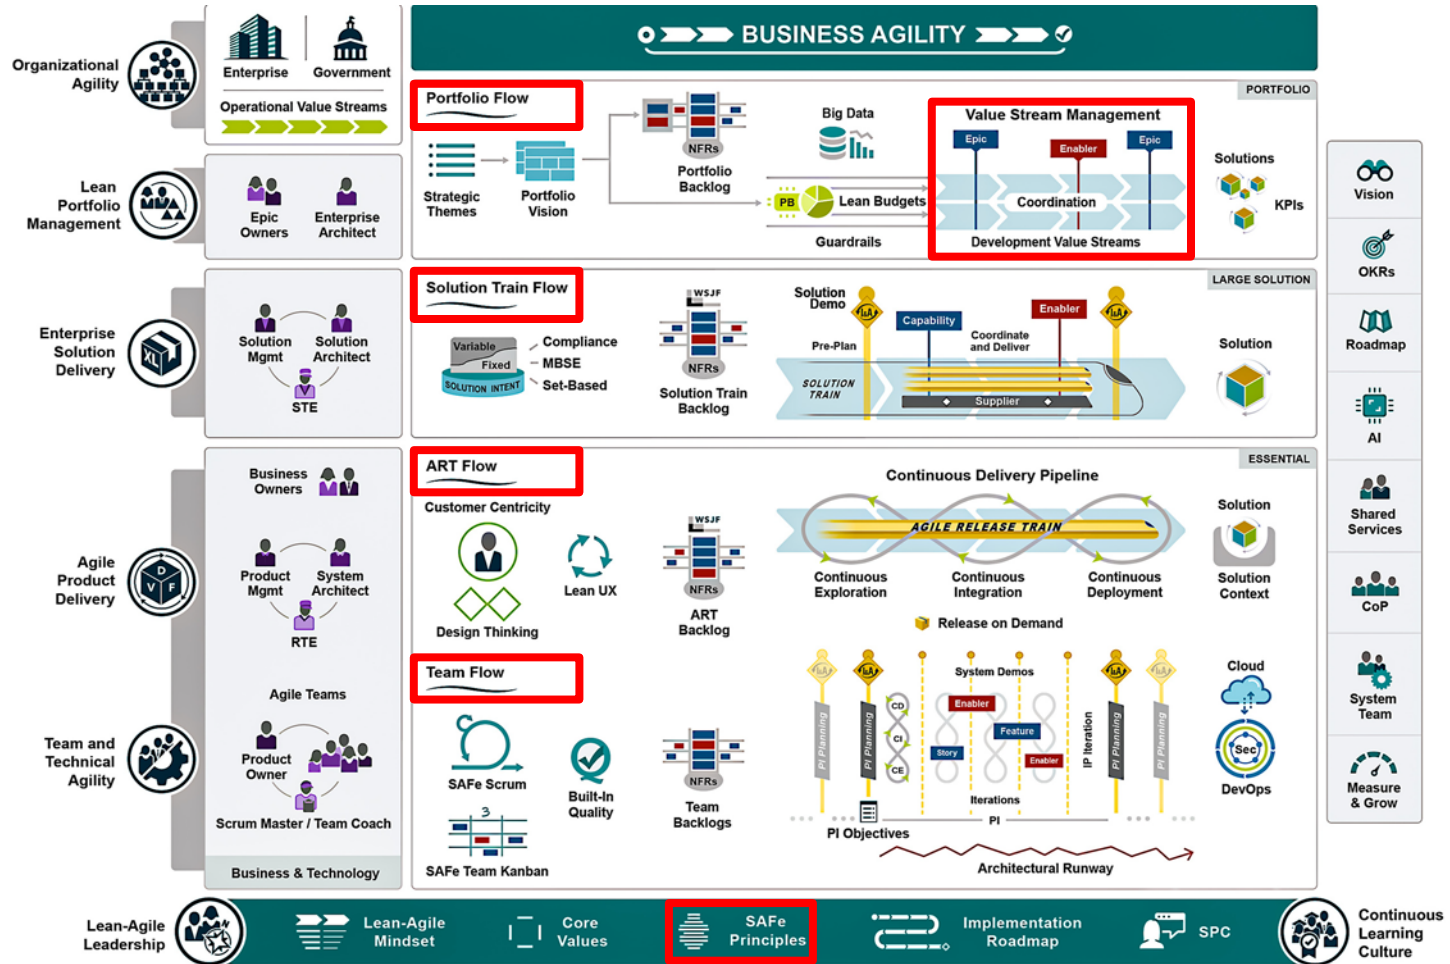 BUSINESS AGILITY
Organizational
Agility
Enterprise
Government
Operational Value Streams
Lean
Portfolio
Management
Epic
Owners
Enterprise
Architect
PORTFOLIO
Portfolio Flow
Strategic
Themes
Portfolio
Vision
NFRs
Portfolio
Backlog
Big Data
PB
Lean Budgets
Guardrails
Value Stream Management
Epic
Enabler
Epic
Coordination
Development Value Streams
Solutions
KPIs
Enterprise
Solution
Delivery
XL
Solution
Mgmt
Solution
Architect
STE
LARGE SOLUTION
Solution Train Flow
Variable
Fixed
SOLUTION INTENT
Compliance
MBSE
Set-Based
WSJF
NFRs
Solution Train
Backlog
Solution
Demo
I&A
Pre-Plan
Capability
Coordinate
and Deliver
Enabler
I&A
SOLUTION
TRAIN
Supplier
Solution
Agile
Product
Delivery
D
V
F
Business
Owners
Product
Mgmt
System
Architect
RTE
ESSENTIAL
ART Flow
Customer Centricity
Lean UX
Design Thinking
WSJF
NFRs
ART
Backlog
Continuous Delivery Pipeline
AGILE RELEASE TRAIN
Continuous
Exploration
Continuous
Integration
Continuous
Deployment
Release on Demand
Solution
Solution
Context
Team and
Technical
Agility
Agile Teams
Product
Owner
Scrum Master / Team Coach
Business & Technology
Team Flow
SAFe Scrum
Built-In
Quality
3
SAFe Team Kanban
NFRs
Team
Backlogs
I&A
I&A
I&A
I&A
PI Planning
PI Planning
CD
CI
CE
System Demos
Enabler
Feature
Story
Enabler
IP Iteration
PI Planning
PI Planning
Iterations
PI
PI Objectives
Architectural Runway
Cloud
Sec
DevOps
Vision
OKRs
Roadmap
AI
Shared
Services
CoP
System
Team
Measure
& Grow
Lean-Agile
Leadership
Lean-Agile
Mindset
Core
Values
SAFe
Principles
Implementation
Roadmap
SPC
Continuous
Learning
Culture